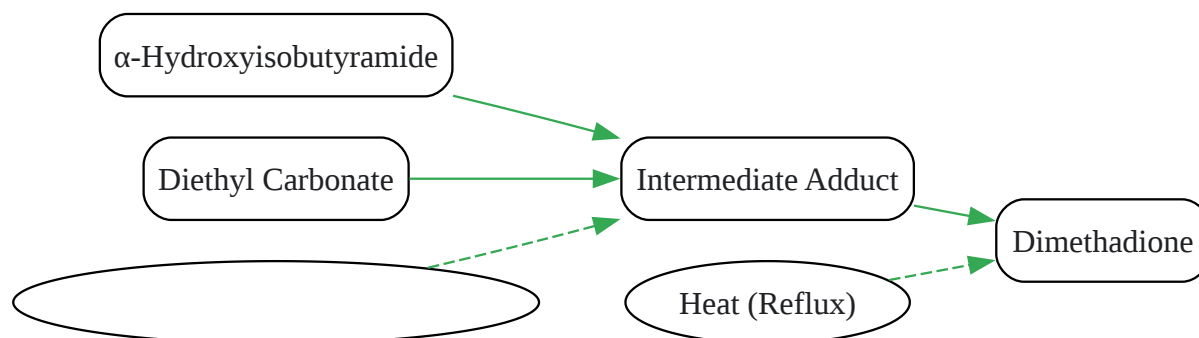 α-Hydroxyisobutyramide
Diethyl Carbonate
Intermediate Adduct
Dimethadione
Heat (Reflux)